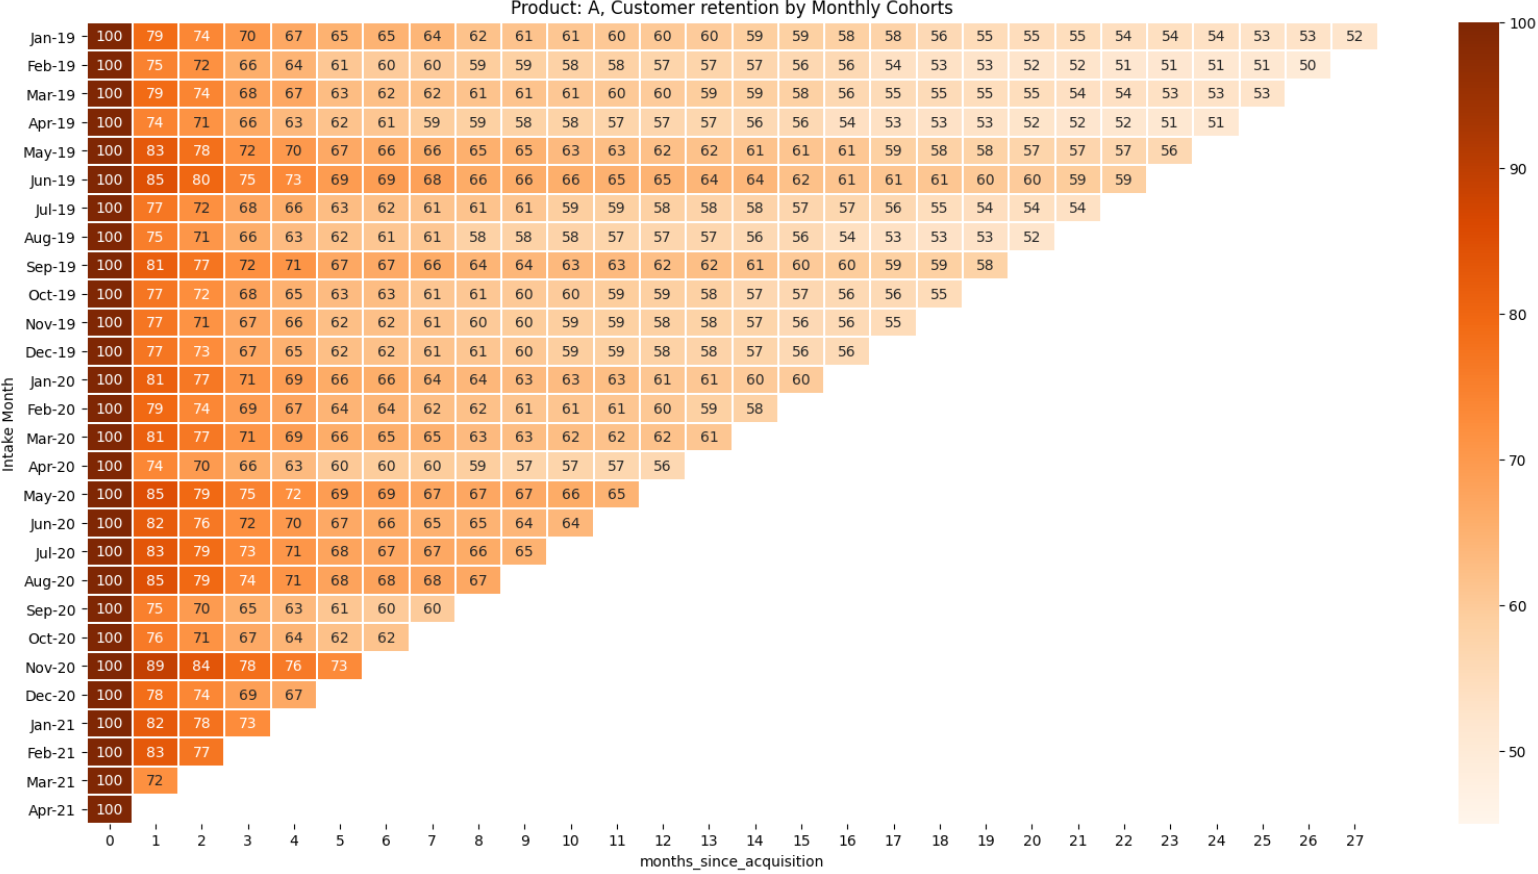 Product: A, Customer retention by Monthly Cohorts
Jan-19 100 79 74 70 67 65 65 64 62 61 61 60 60 60 59 59 58 58 56 55 55 55 54 54 54 53 53 52
Feb-19 100 75 72 66 64 61 60 60 59 59 58 58 57 57 57 56 56 54 53 53 52 52 51 51 51 51 50
Mar-19 100 79 74 68 67 63 62 62 61 61 61 60 60 59 59 58 56 55 55 55 55 54 54 53 53 53
Apr-19 100 74 71 66 63 62 61 59 59 58 58 57 57 57 56 56 54 53 53 53 52 52 52 51 51
May-19 100 83 78 72 70 67 66 66 65 65 63 63 62 62 61 61 61 59 58 58 57 57 57 56
Jun-19 100 85 80 75 73 69 69 68 66 66 66 65 65 64 64 62 61 61 61 60 60 59 59
Jul-19 100 77 72 68 66 63 62 61 61 61 59 59 58 58 58 57 57 56 55 54 54 54
Aug-19 100 75 71 66 63 62 61 61 58 58 58 57 57 57 56 56 54 53 53 53 52
Sep-19 100 81 77 72 71 67 67 66 64 64 63 63 62 62 61 60 60 59 59 58
Oct-19 100 77 72 68 65 63 63 61 61 60 60 59 59 58 57 57 56 56 55
Nov-19 100 77 71 67 66 62 62 61 60 60 59 59 58 58 57 56 56 55
Dec-19 100 77 73 67 65 62 62 61 61 60 59 59 58 58 57 56 56
Jan-20 100 81 77 71 69 66 66 64 64 63 63 63 61 61 60 60
Feb-20 100 79 74 69 67 64 64 62 62 61 61 61 60 59 58
Mar-20 100 81 77 71 69 66 65 65 63 63 62 62 62 61
Apr-20 100 74 70 66 63 60 60 60 59 57 57 57 56
May-20 100 85 79 75 72 69 69 67 67 67 66 65
Jun-20 100 82 76 72 70 67 66 65 65 64 64
Jul-20 100 83 79 73 71 68 67 67 66 65
Aug-20 100 85 79 74 71 68 68 68 67
Sep-20 100 75 70 65 63 61 60 60
Oct-20 100 76 71 67 64 62 62
Nov-20 100 89 84 78 76 73
Dec-20 100 78 74 69 67
Jan-21 100 82 78 73
Feb-21 100 83 77
Mar-21 100 72
Apr-21 100
0 1 2 3 4 5 6 7 8 9 10 11 12 13 14 15 16 17 18 19 20 21 22 23 24 25 26 27
months_since_acquisition
Intake Month
100
90
80
70
60
50